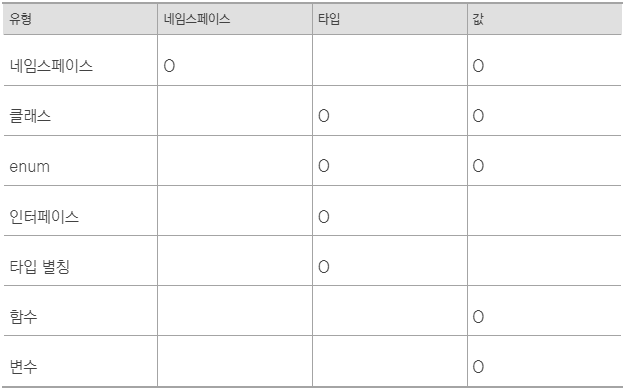 유형 네임스페이스 타입 값
네임스페이스 O O
클래스 O O
enum O O
인터페이스 O
타입 별칭 O
함수 O
변수 O